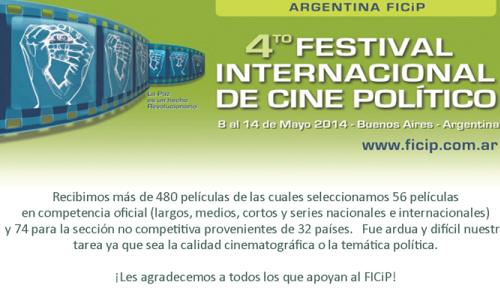 ARGENTINA FICiP
4TO FESTIVAL
INTERNACIONAL
DE CINE POLÍTICO
La Paz
es un hecho
Revolucionario
8 al 14 de Mayo 2014 - Buenos Aires - Argentina
www.ficip.com.ar
Recibimos más de 480 películas de las cuales seleccionamos 56 películas
en competencia oficial (largos, medios, cortos y series nacionales e internacionales)
y 74 para la sección no competitiva provenientes de 32 países. Fue ardua y difícil nuestr
tarea ya que sea la calidad cinematográfica o la temática política.
¡Les agradecemos a todos los que apoyan al FICiP!